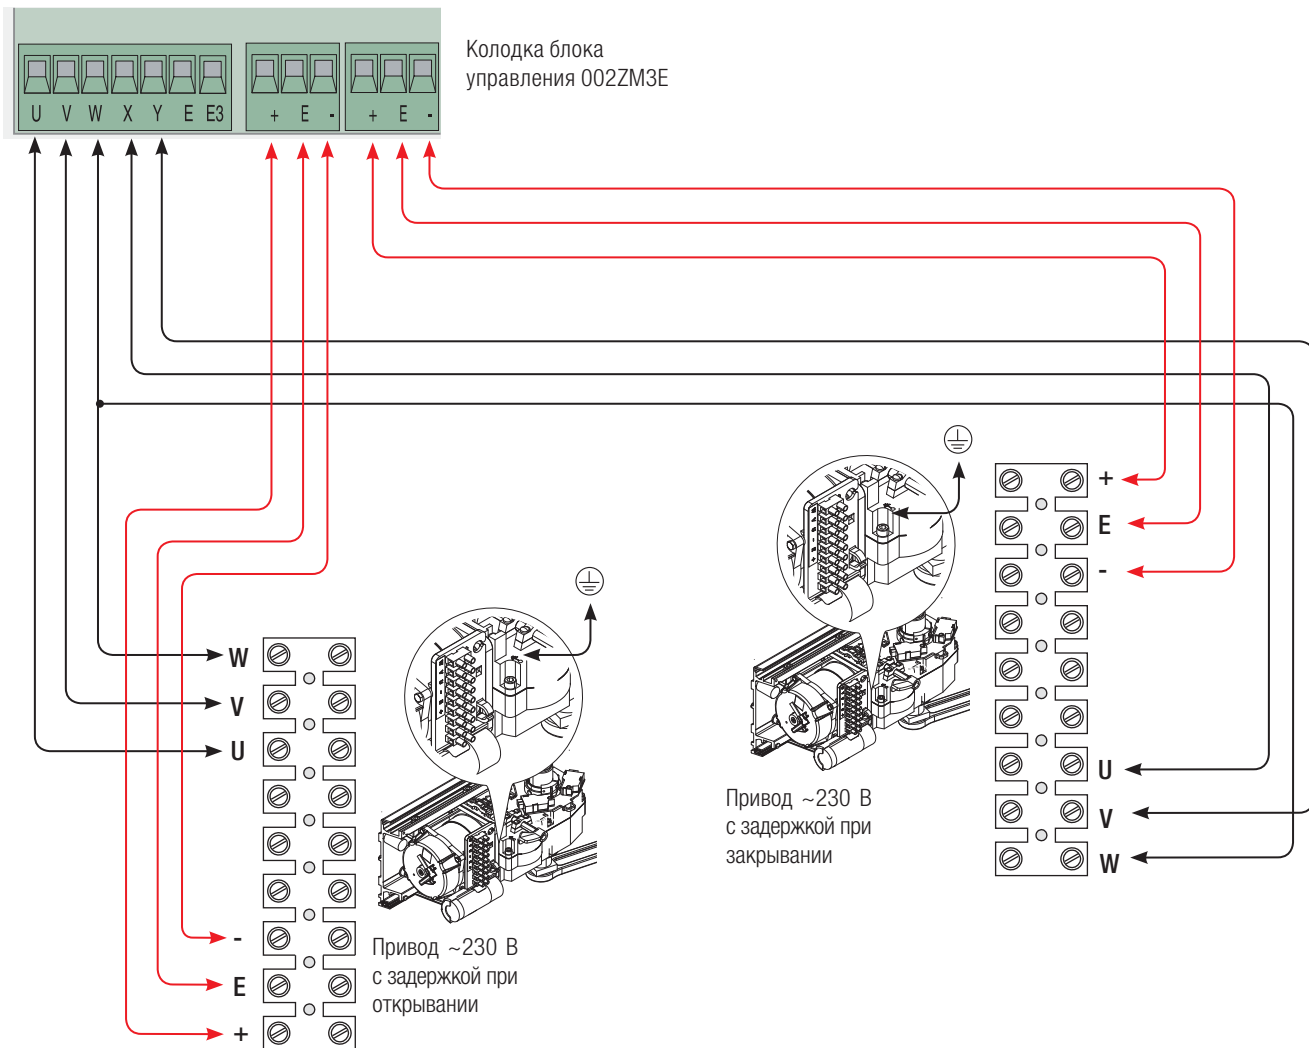 Колодка блока
управления 002ZM3E
U V W X Y E E3 + E - + E -
+
E
-
W
V
U
Привод ~230 В
с задержкой при
закрывании
U
V
W
-
E
+
Привод ~230 В
с задержкой при
открывании